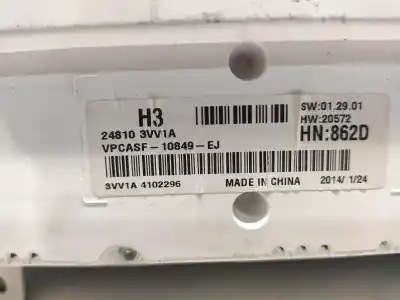 H3
SW:01.29.01
HW:20572
24810 3VV1A
HN:862D
VPCASF-10849-EJ
3VV1A 4102296
MADE IN CHINA
2014/ 1/24